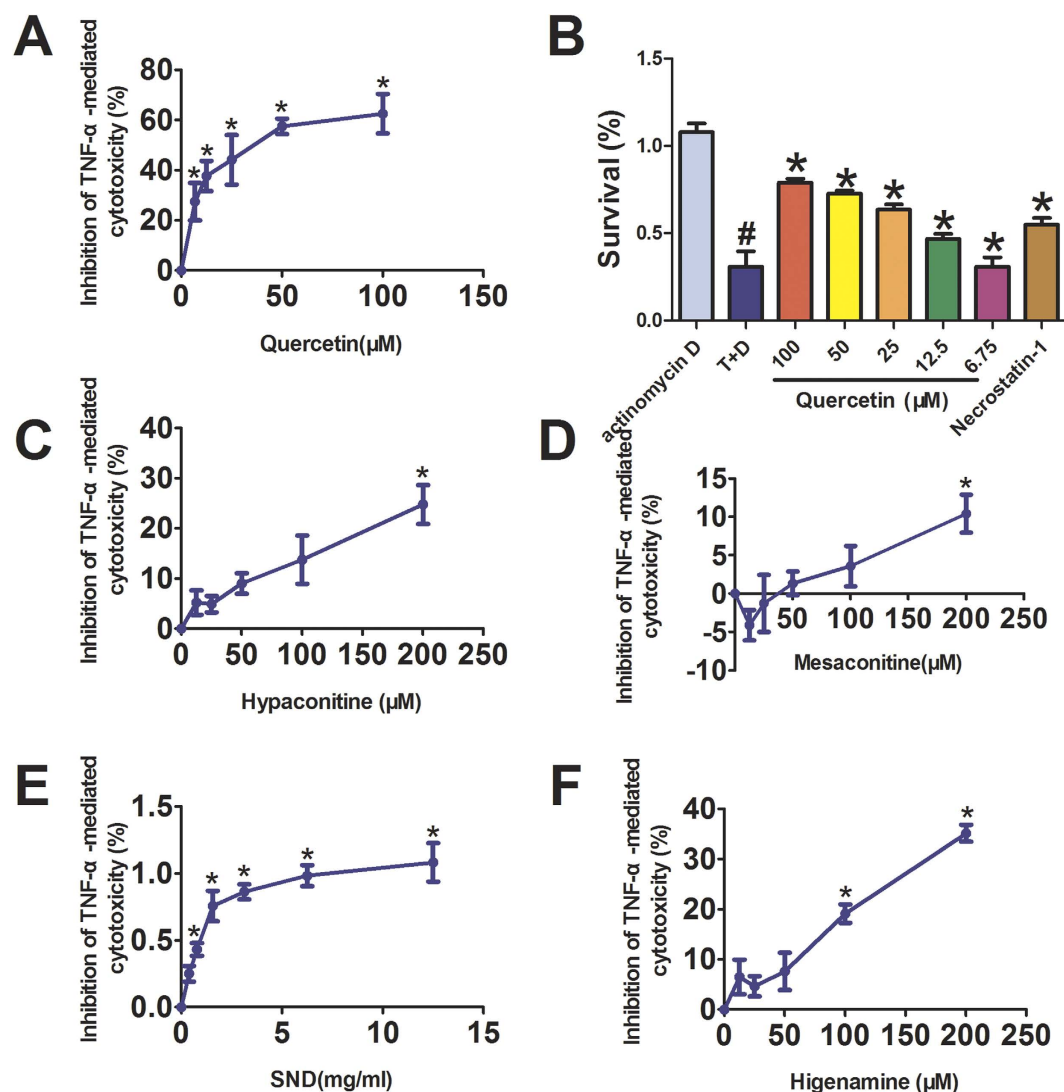 A
Inhibition of TNF-α -mediated
cytotoxicity (%)
80
60
40
20
0
*
*
*
*
*
0 50 100 150
Quercetin(μM)
B
Survival (%)
1.5
1.0
0.5
0.0
#
*
*
*
*
*
*
actinomycin D
T+D
100
50
25
12.5
6.75
Necrostatin-1
Quercetin (μM)
C
Inhibition of TNF-α -mediated
cytotoxicity (%)
40
30
20
10
0
*
0 50 100 150 200 250
Hypaconitine (μM)
D
Inhibition of TNF-α -mediated
cytotoxicity (%)
15
10
5
0
-5
-10
*
50 100 150 200 250
Mesaconitine(μM)
E
Inhibition of TNF-α -mediated
cytotoxicity (%)
1.5
1.0
0.5
0.0
*
*
*
*
*
0 5 10 15
SND(mg/ml)
F
Inhibition of TNF-α -mediated
cytotoxicity (%)
40
30
20
10
0
*
*
0 50 100 150 200 250
Higenamine (μM)